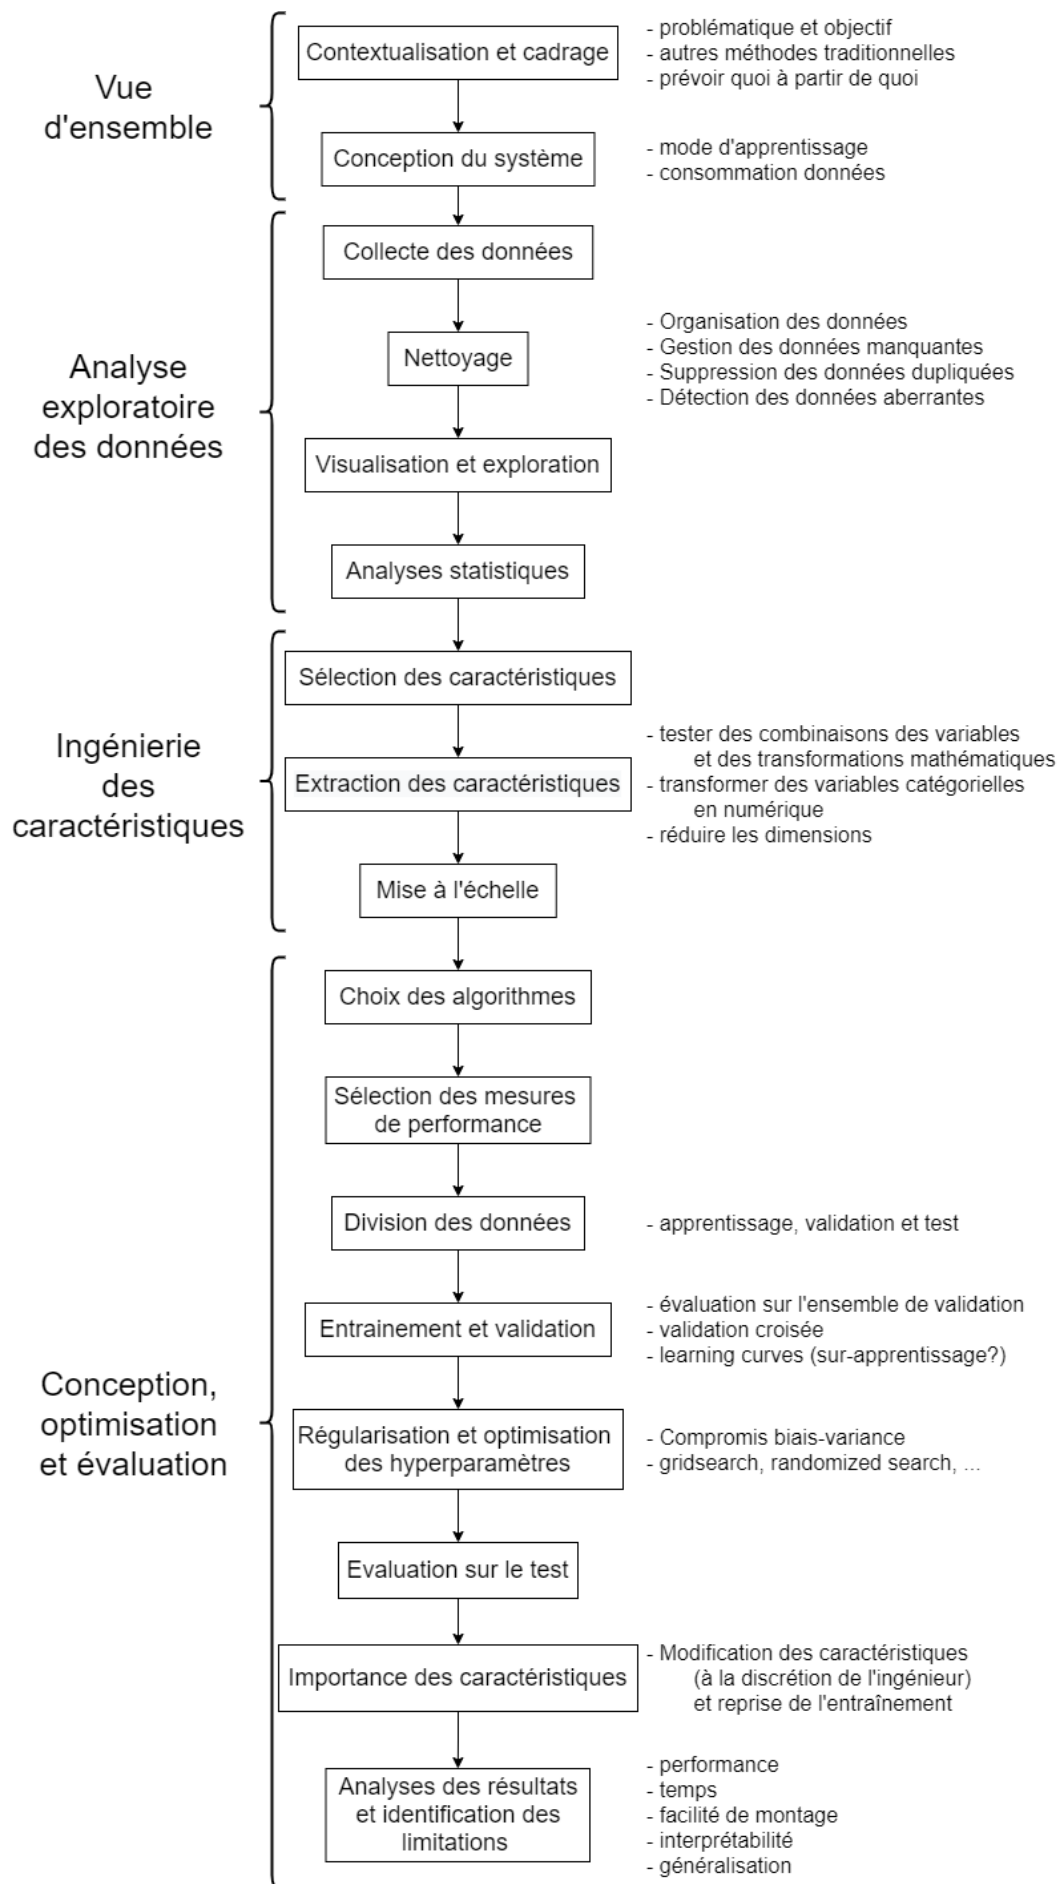 Vue
d'ensemble
Contextualisation et cadrage
- problématique et objectif
- autres méthodes traditionnelles
- prévoir quoi à partir de quoi
Conception du système
- mode d'apprentissage
- consommation données
Analyse
exploratoire
des données
Collecte des données
Nettoyage
- Organisation des données
- Gestion des données manquantes
- Suppression des données dupliquées
- Détection des données aberrantes
Visualisation et exploration
Analyses statistiques
Ingénierie
des
caractéristiques
Sélection des caractéristiques
Extraction des caractéristiques
- tester des combinaisons des variables
et des transformations mathématiques
- transformer des variables catégorielles
en numérique
- réduire les dimensions
Mise à l'échelle
Conception,
optimisation
et évaluation
Choix des algorithmes
Sélection des mesures
de performance
Division des données
- apprentissage, validation et test
Entrainement et validation
- évaluation sur l'ensemble de validation
- validation croisée
- learning curves (sur-apprentissage?)
Régularisation et optimisation
des hyperparamètres
- Compromis biais-variance
- gridsearch, randomized search, ...
Evaluation sur le test
Importance des caractéristiques
- Modification des caractéristiques
(à la discrétion de l'ingénieur)
et reprise de l'entraînement
Analyses des résultats
et identification des
limitations
- performance
- temps
- facilité de montage
- interprétabilité
- généralisation